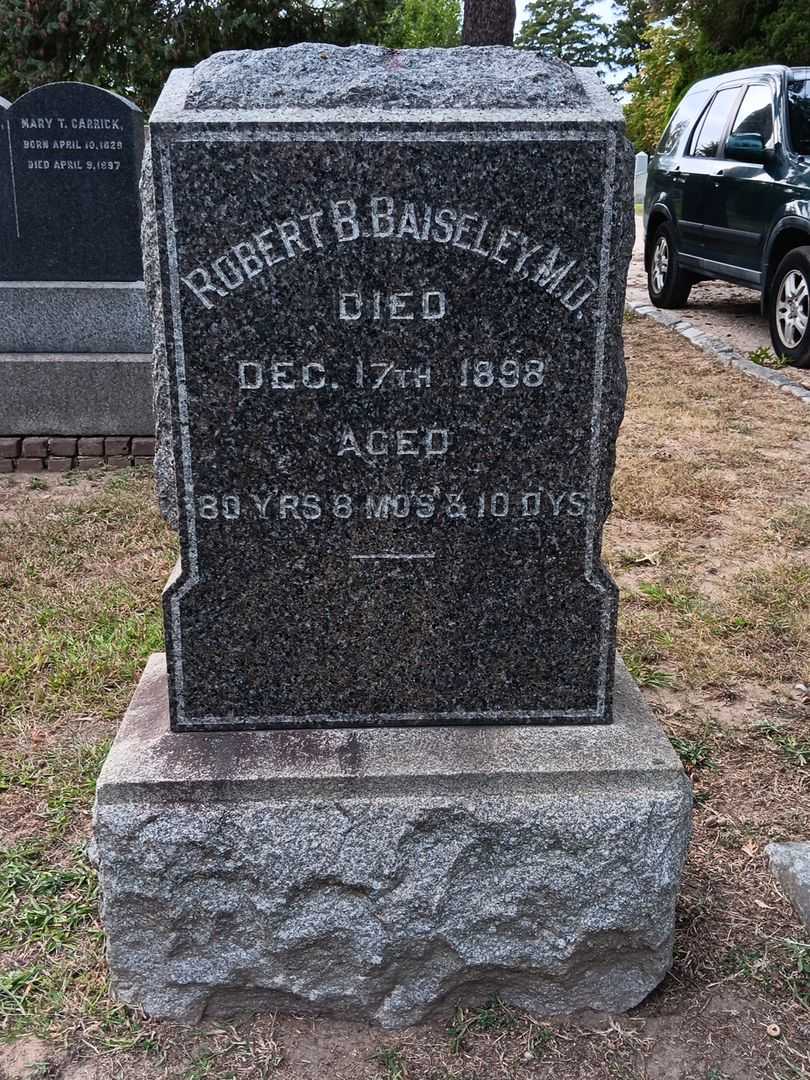 MARY T. CARRICK,
BORN APRIL 10, 1828
DIED APRIL 9, 1897
ROBERT B. BAISELEY, M.D.
DIED
DEC. 17TH 1898
AGED
80 YRS 8 MO'S & 10 DYS